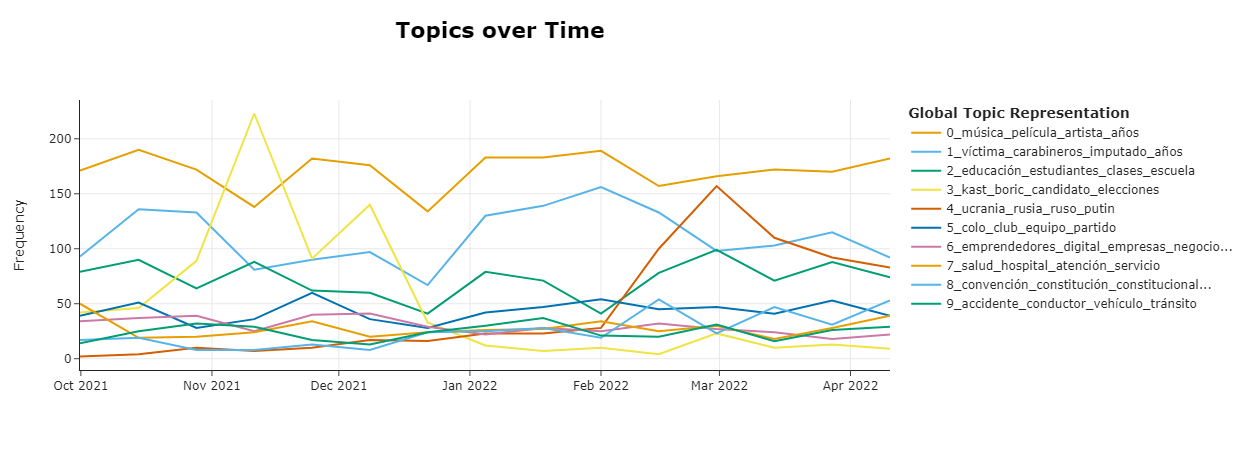 Topics over Time
Frequency
200
150
100
50
0
Oct 2021
Nov 2021
Dec 2021
Jan 2022
Feb 2022
Mar 2022
Apr 2022
Global Topic Representation
0_música_película_artista_años
1_víctima_carabineros_imputado_años
2_educación_estudiantes_clases_escuela
3_kast_boric_candidato_elecciones
4_ucrania_rusia_ruso_putin
5_colo_club_equipo_partido
6_emprendedores_digital_empresas_negocio...
7_salud_hospital_atención_servicio
8_convención_constitución_constitucional...
9_accidente_conductor_vehículo_tránsito